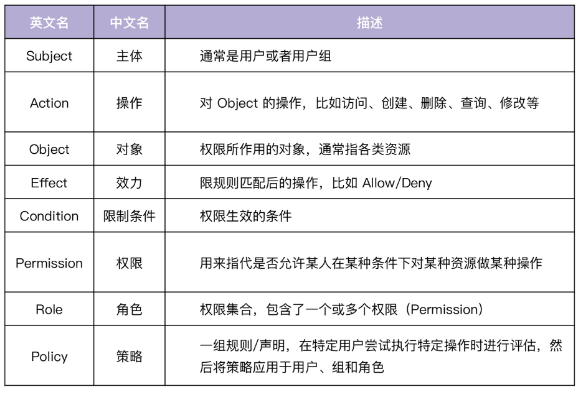 英文名 中文名 描述
Subject 主体 通常是用户或者用户组
Action 操作 对 Object 的操作，比如访问、创建、删除、查询、修改等
Object 对象 权限所作用的对象，通常指各类资源
Effect 效力 限规则匹配后的操作，比如 Allow/Deny
Condition 限制条件 权限生效的条件
Permission 权限 用来指代是否允许某人在某种条件下对某种资源做某种操作
Role 角色 权限集合，包含了一个或多个权限（Permission）
Policy 策略 一组规则/声明，在特定用户尝试执行特定操作时进行评估，然
后将策略应用于用户、组和角色